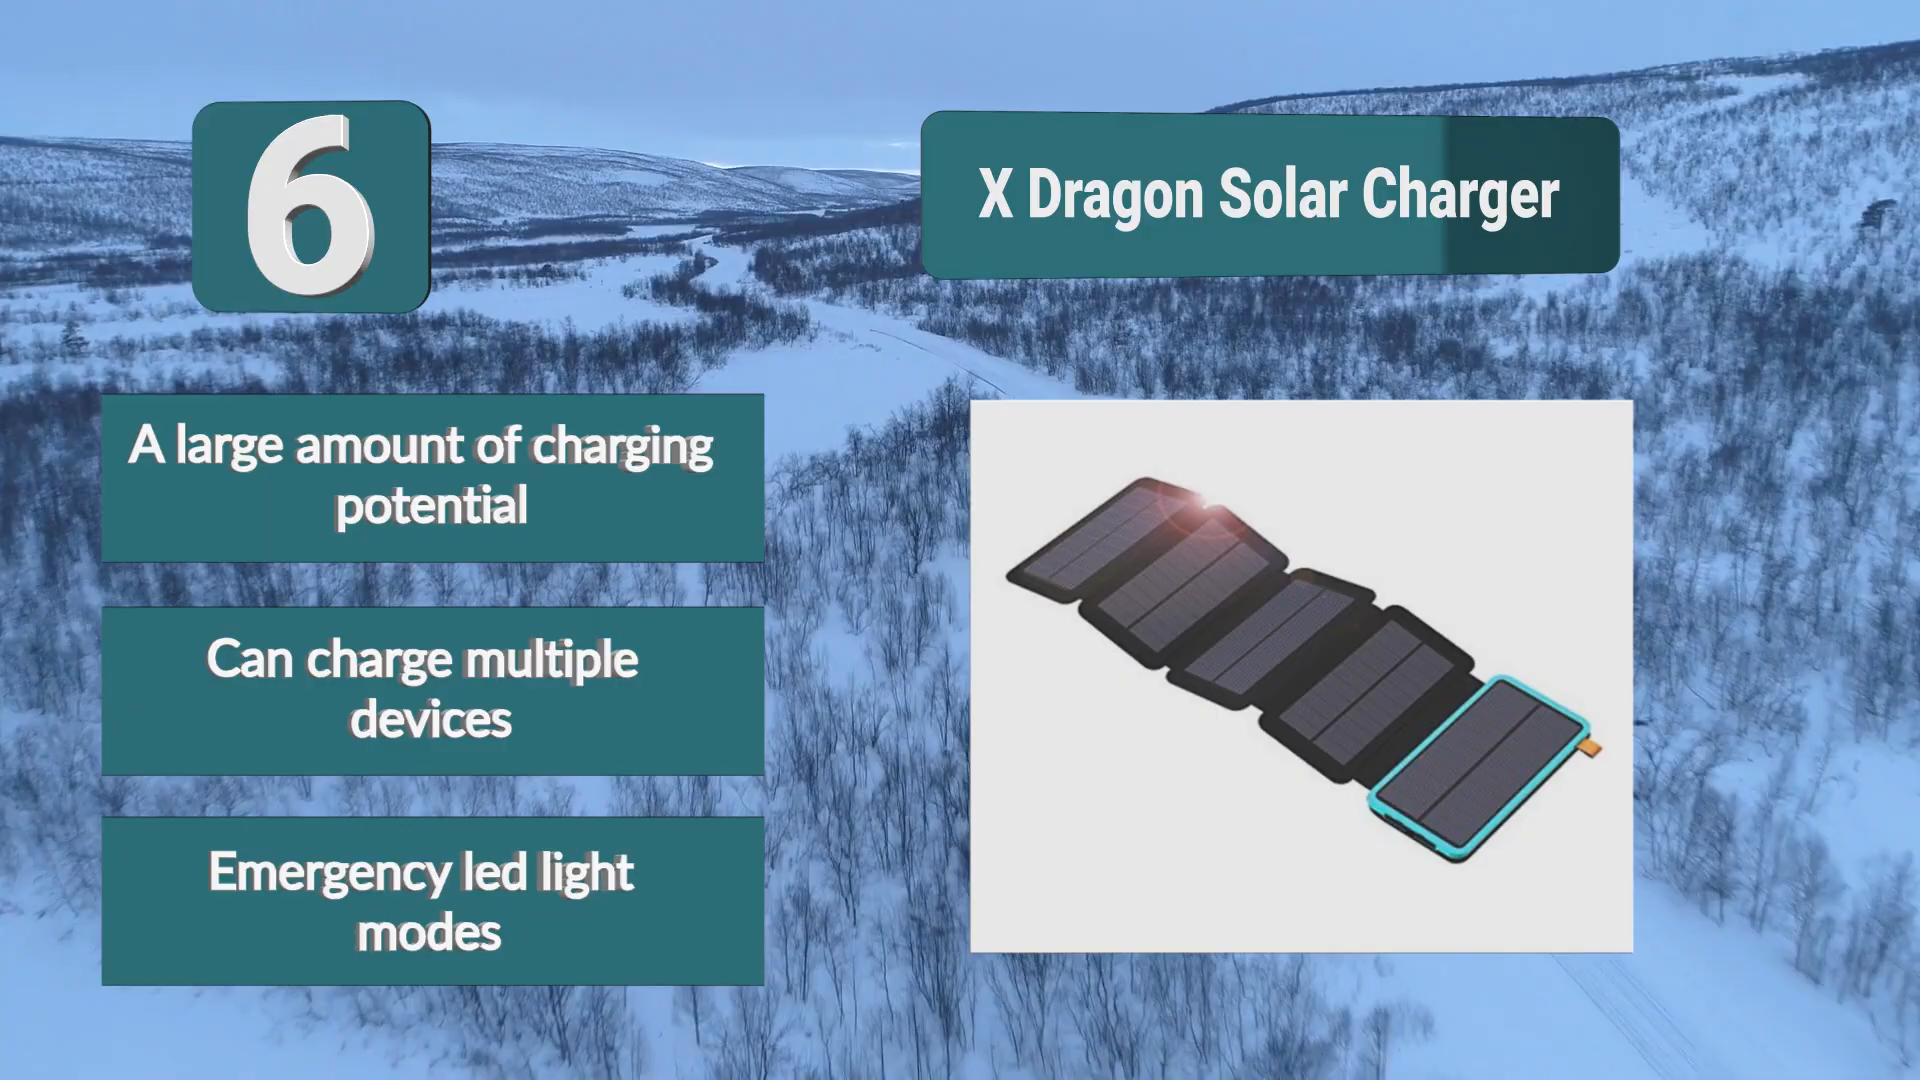 6
X Dragon Solar Charger
A large amount of charging
potential
Can charge multiple
devices
Emergency led light
modes